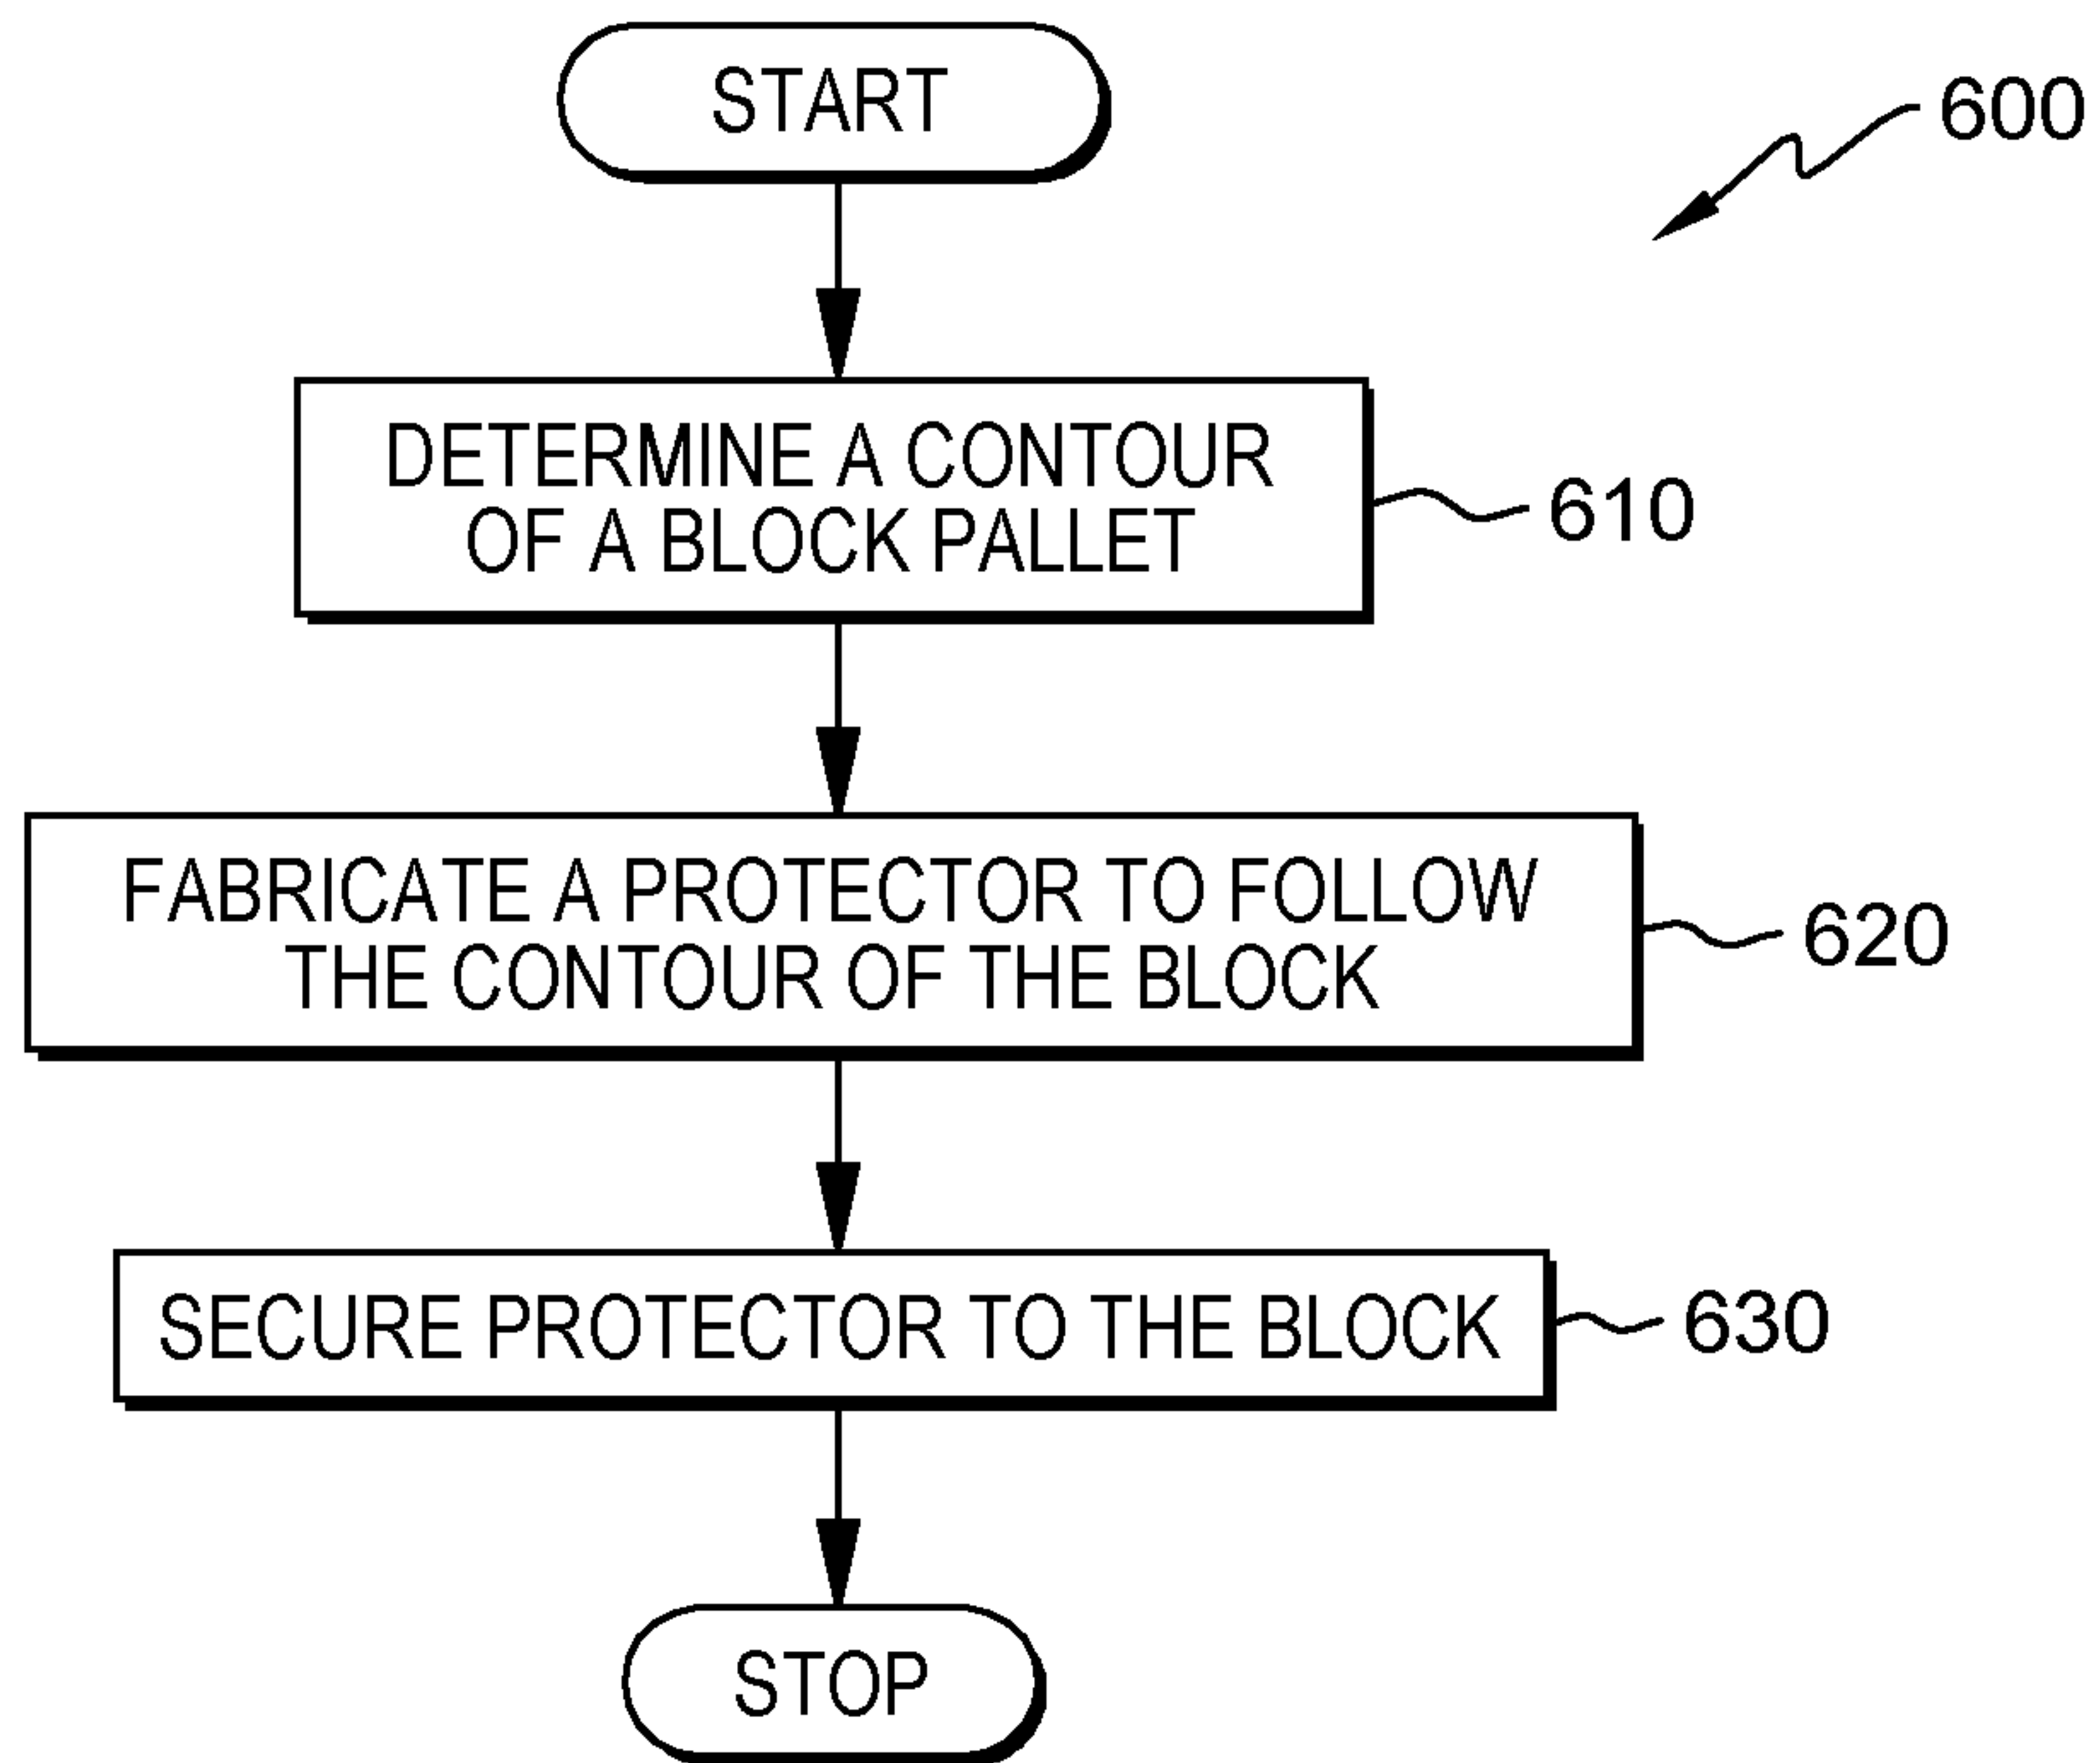 START
600
DETERMINE A CONTOUR
OF A BLOCK PALLET
610
FABRICATE A PROTECTOR TO FOLLOW
THE CONTOUR OF THE BLOCK
620
SECURE PROTECTOR TO THE BLOCK
630
STOP